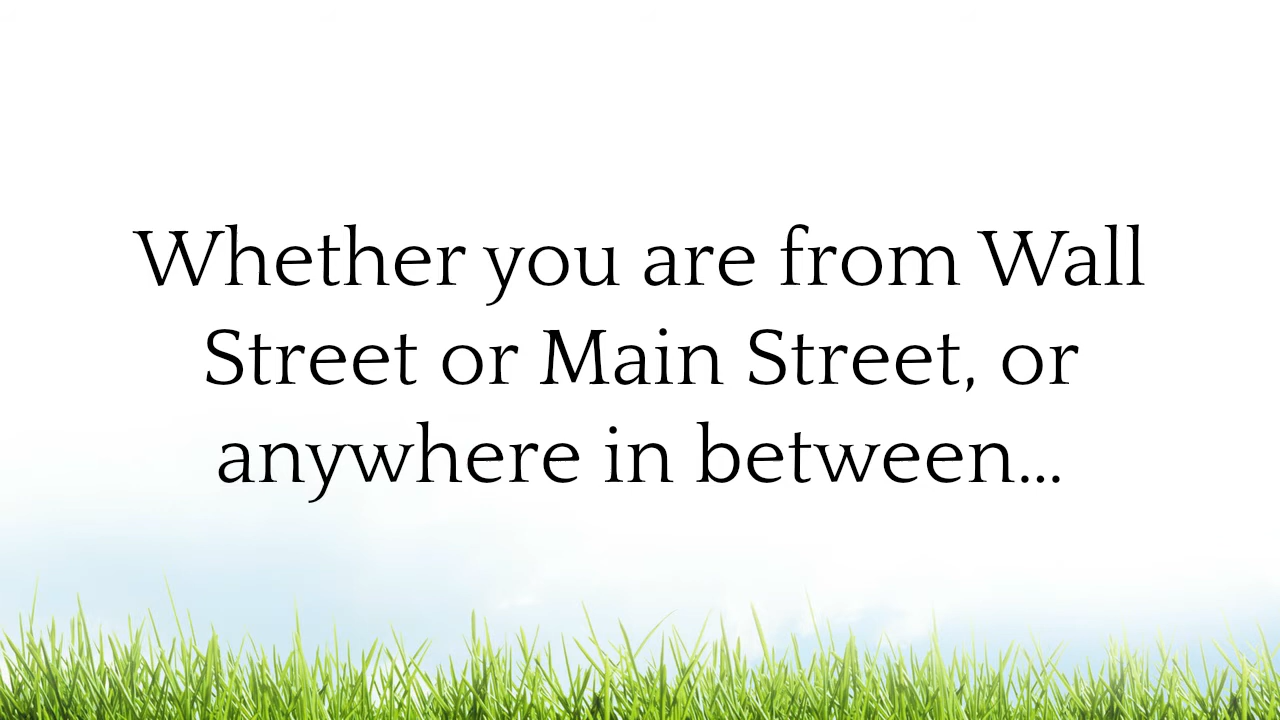 Whether you are from Wall
Street or Main Street, or
anywhere in between...